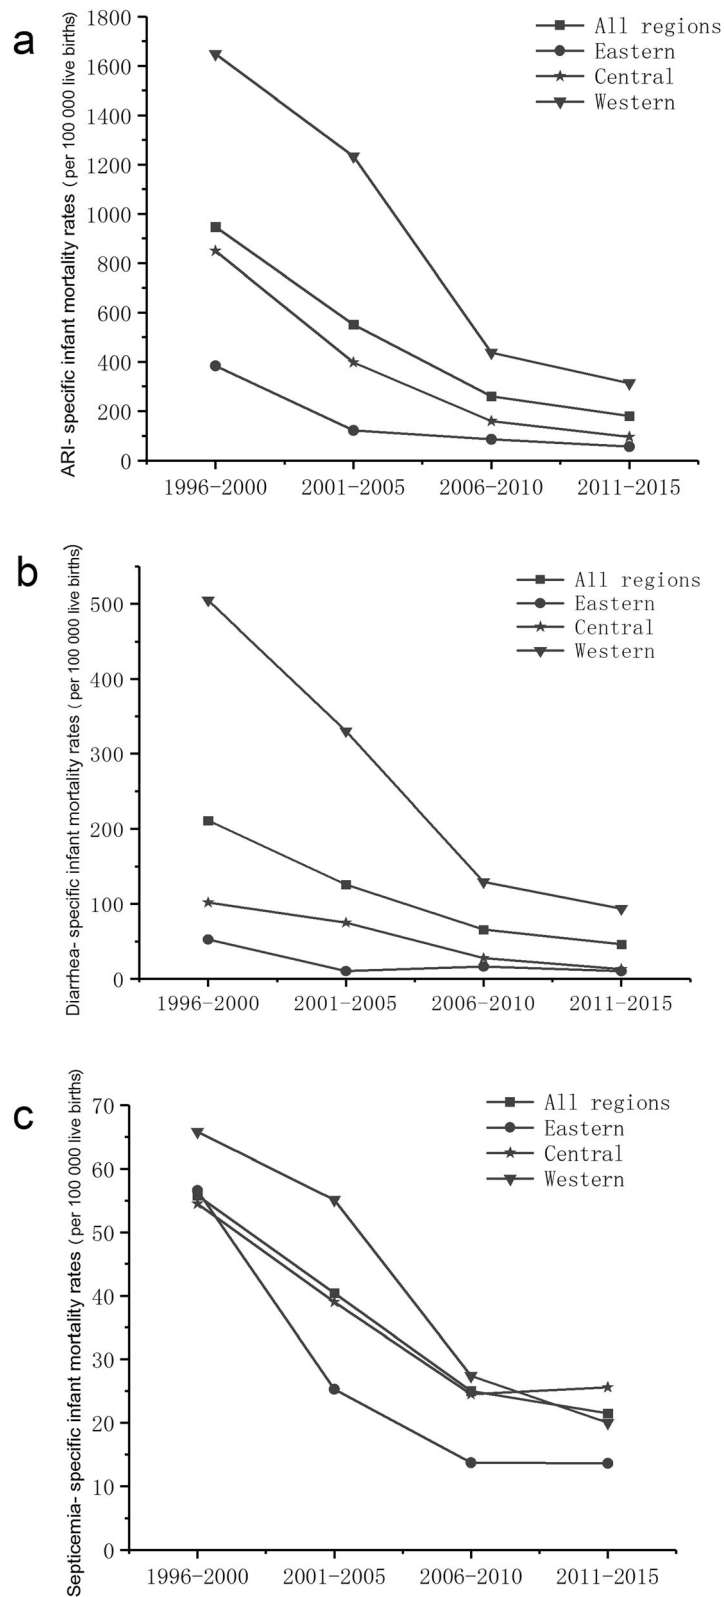 a
ARI- specific infant mortality rates ( per 100 000 live births)
1800
1600
1400
1200
1000
800
600
400
200
0
All regions
Eastern
Central
Western
1996-2000 2001-2005 2006-2010 2011-2015
b
Diarrhea- specific infant mortality rates ( per 100 000 live births)
500
400
300
200
100
0
All regions
Eastern
Central
Western
1996-2000 2001-2005 2006-2010 2011-2015
c
Septicemia- specific infant mortality rates ( per 100 000 live births)
70
60
50
40
30
20
10
0
All regions
Eastern
Central
Western
1996-2000 2001-2005 2006-2010 2011-2015